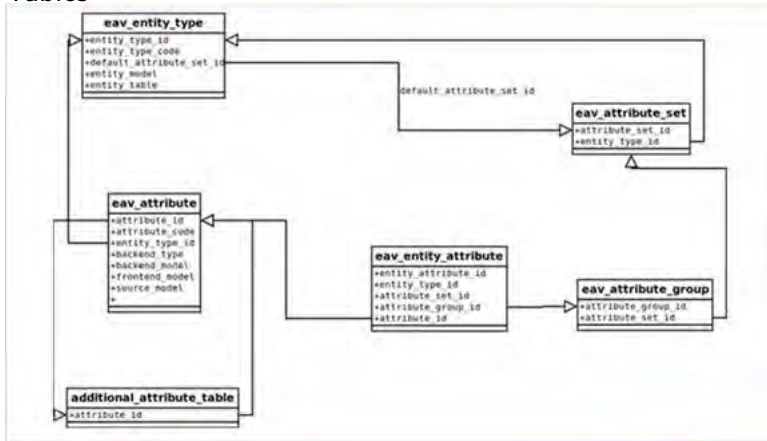 eav_entity_type
+entity_type_id
+entity_type_code
+default_attribute_set_id
+entity_model
+entity_table
default_attribute_set_id
eav_attribute_set
+attribute_set_id
+entity_type_id
eav_attribute
+attribute_id
+attribute_code
+entity_type_id
+backend_type
+backend_model
+frontend_model
+source_model
+
eav_entity_attribute
+entity_attribute_id
+entity_type_id
+attribute_set_id
+attribute_group_id
+attribute_id
eav_attribute_group
+attribute_group_id
+attribute_set_id
additional_attribute_table
+attribute_id